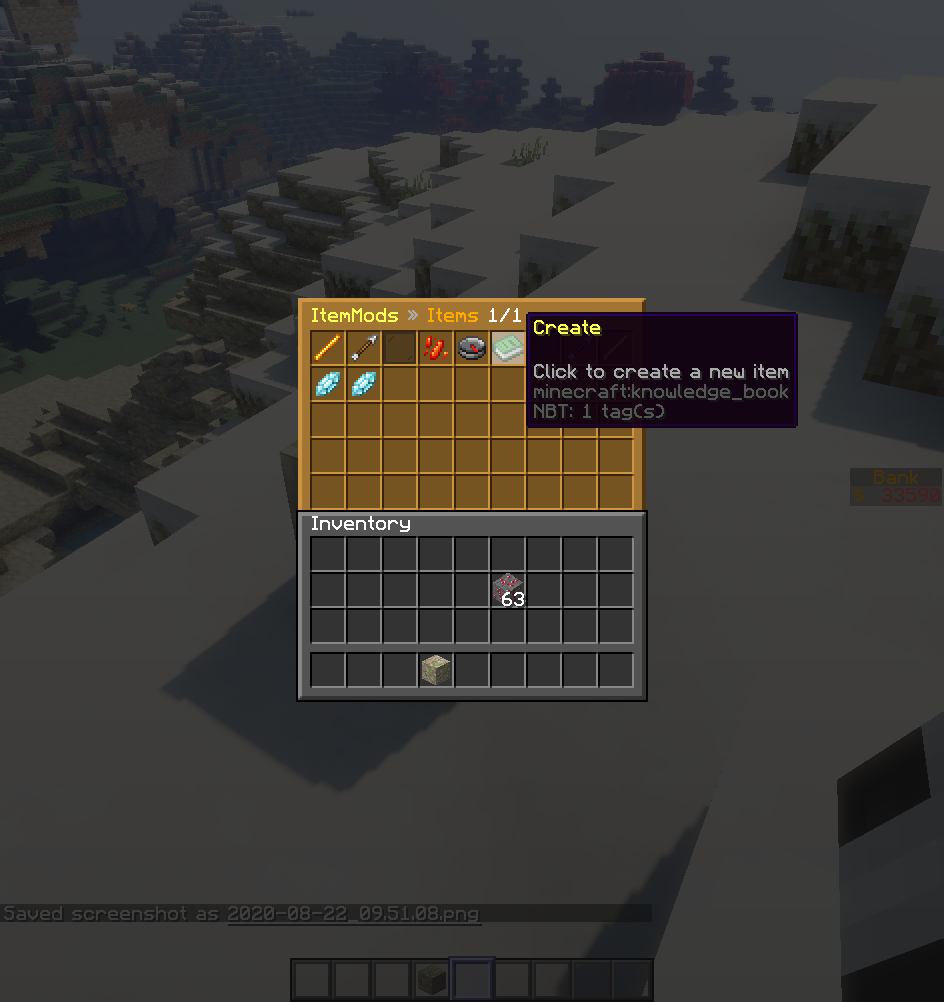 ItemMods » Items 1/1
Create
Click to create a new item
minecraft:knowledge_book
NBT: 1 tag(s)
Bank
$ 33590
Inventory
63
Saved screenshot as 2020-08-22_09.51.08.png